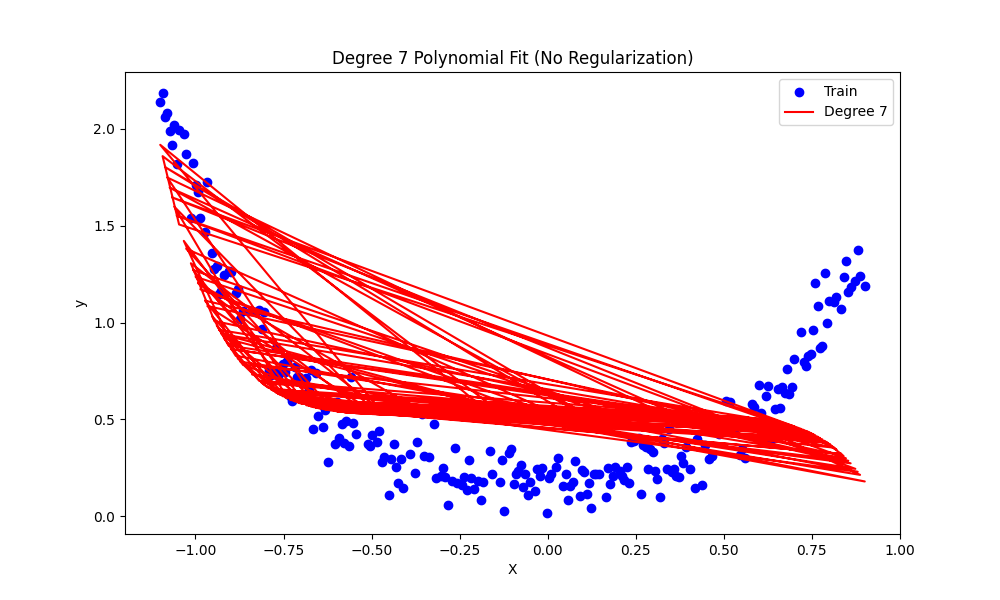 Degree 7 Polynomial Fit (No Regularization)
Train
Degree 7
y
2.0
1.5
1.0
0.5
0.0
−1.00
−0.75
−0.50
−0.25
0.00
0.25
0.50
0.75
1.00
X